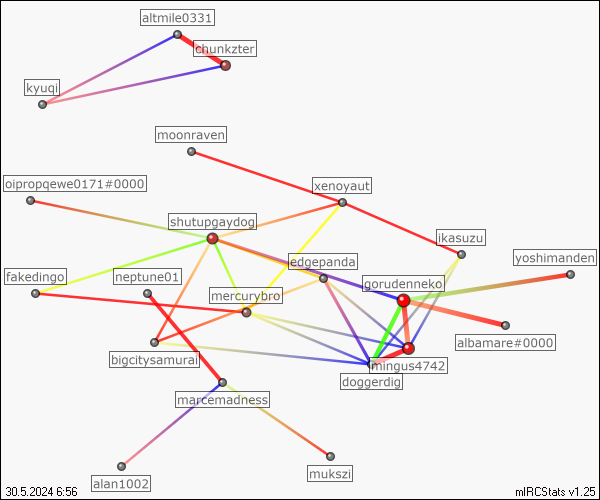 altmile0331
chunkzter
kyuqi
moonraven
oipropqewe0171#0000
xenoyaut
shutupgaydog
ikasuzu
edgepanda
yoshimanden
fakedingo
neptune01
gorudenneko
mercurybro
albamare#0000
bigcitysamurai
mingus4742
doggerdig
marcemadness
mukszi
alan1002
30.5.2024 6:56
mIRCStats v1.25